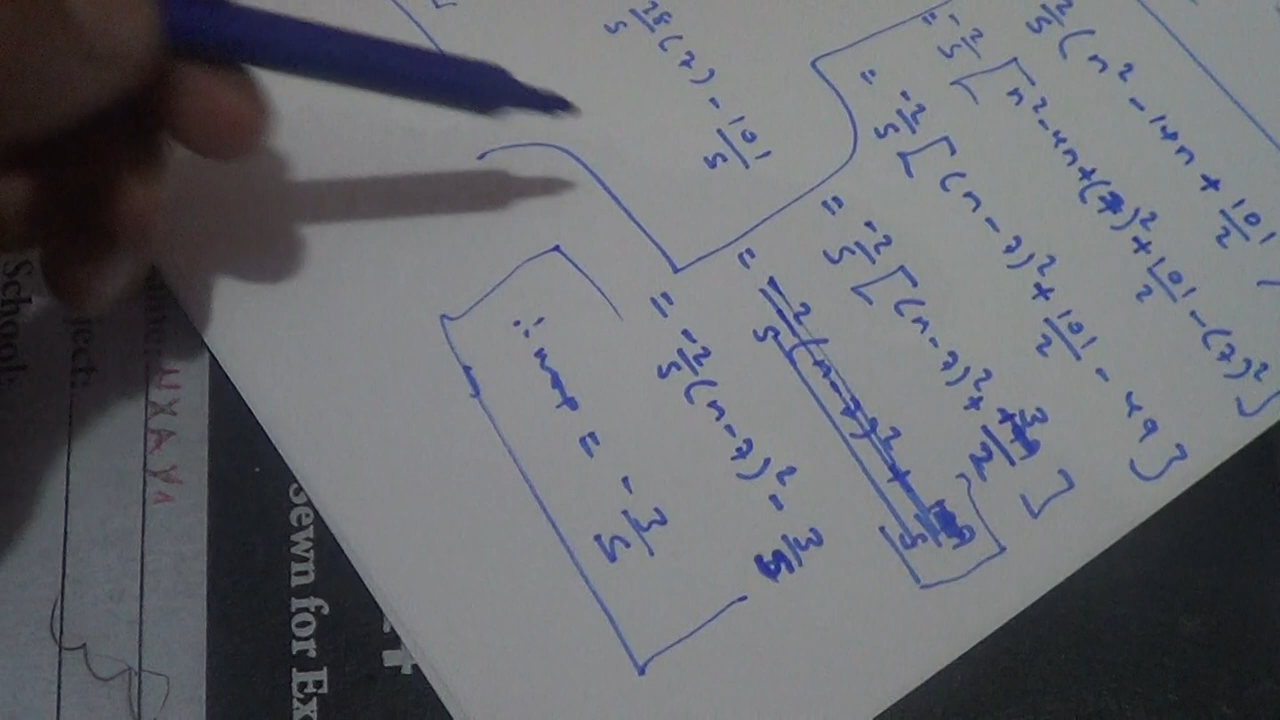 -2/5 (n² - 14n + 101/2)
= -2/5 [n² - 4n + (7)² + 101/2 - (7)²]
= -2/5 [(n - 7)² + 101/2 - 49]
= -2/5 [(n - 7)² + 3/2]
= -2/5 (n - 7)² - 3/5
28/5 (7) - 101/5
= - 3/5
School:
ject:
Sewn for Ex